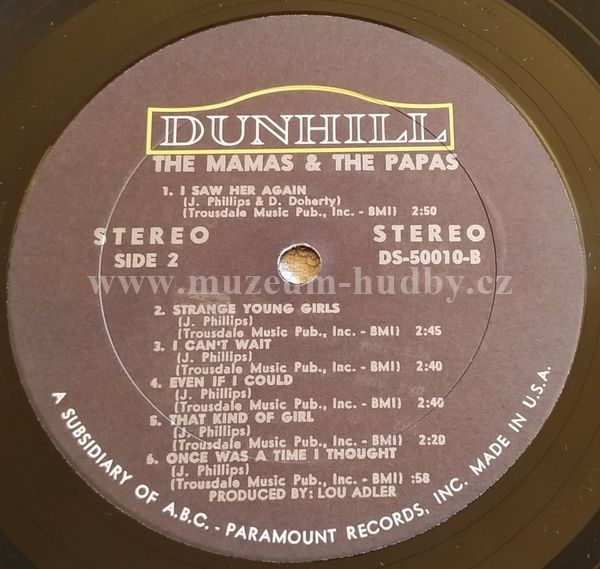 DUNHILL
THE MAMAS & THE PAPAS
1. I SAW HER AGAIN
(J. Phillips & D. Doherty)
(Trousdale Music Pub., Inc. - BMI) 2:50
STEREO STEREO
SIDE 2 DS-50010-B
www.muzeum-hudby.cz
2. STRANGE YOUNG GIRLS
(J. Phillips)
(Trousdale Music Pub., Inc. - BMI) 2:45
3. I CAN'T WAIT
(J. Phillips)
(Trousdale Music Pub., Inc. - BMI) 2:40
4. EVEN IF I COULD
(J. Phillips)
(Trousdale Music Pub., Inc. - BMI) 2:40
5. THAT KIND OF GIRL
(J. Phillips)
(Trousdale Music Pub., Inc. - BMI) 2:20
6. ONCE WAS A TIME I THOUGHT
(J. Phillips)
(Trousdale Music Pub., Inc. - BMI) :58
PRODUCED BY: LOU ADLER
A SUBSIDIARY OF A.B.C. - PARAMOUNT RECORDS, INC. MADE IN U.S.A.